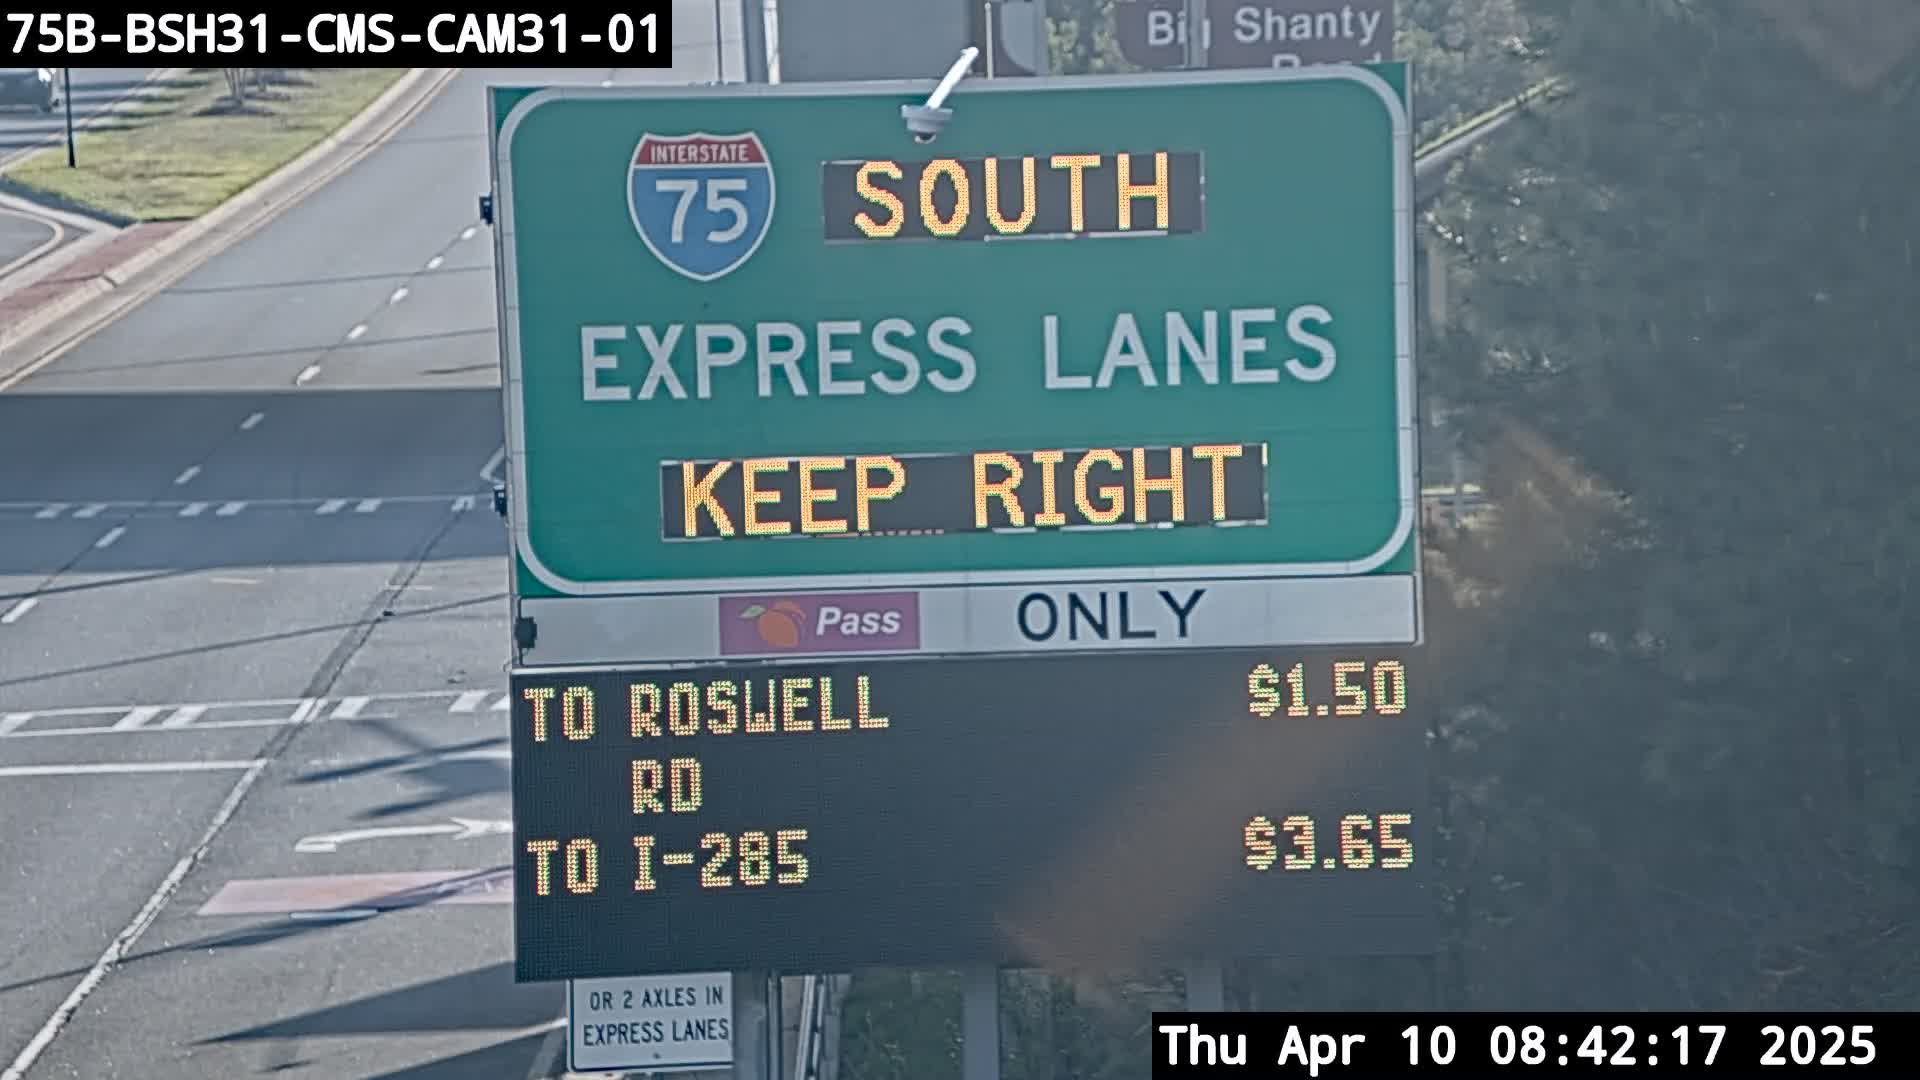 75B-BSH31-CMS-CAM31-01
Big Shanty
INTERSTATE
75
SOUTH
EXPRESS LANES
KEEP RIGHT
Pass ONLY
TO ROSWELL $1.50
RD
TO I-285 $3.65
OR 2 AXLES IN
EXPRESS LANES
Thu Apr 10 08:42:17 2025